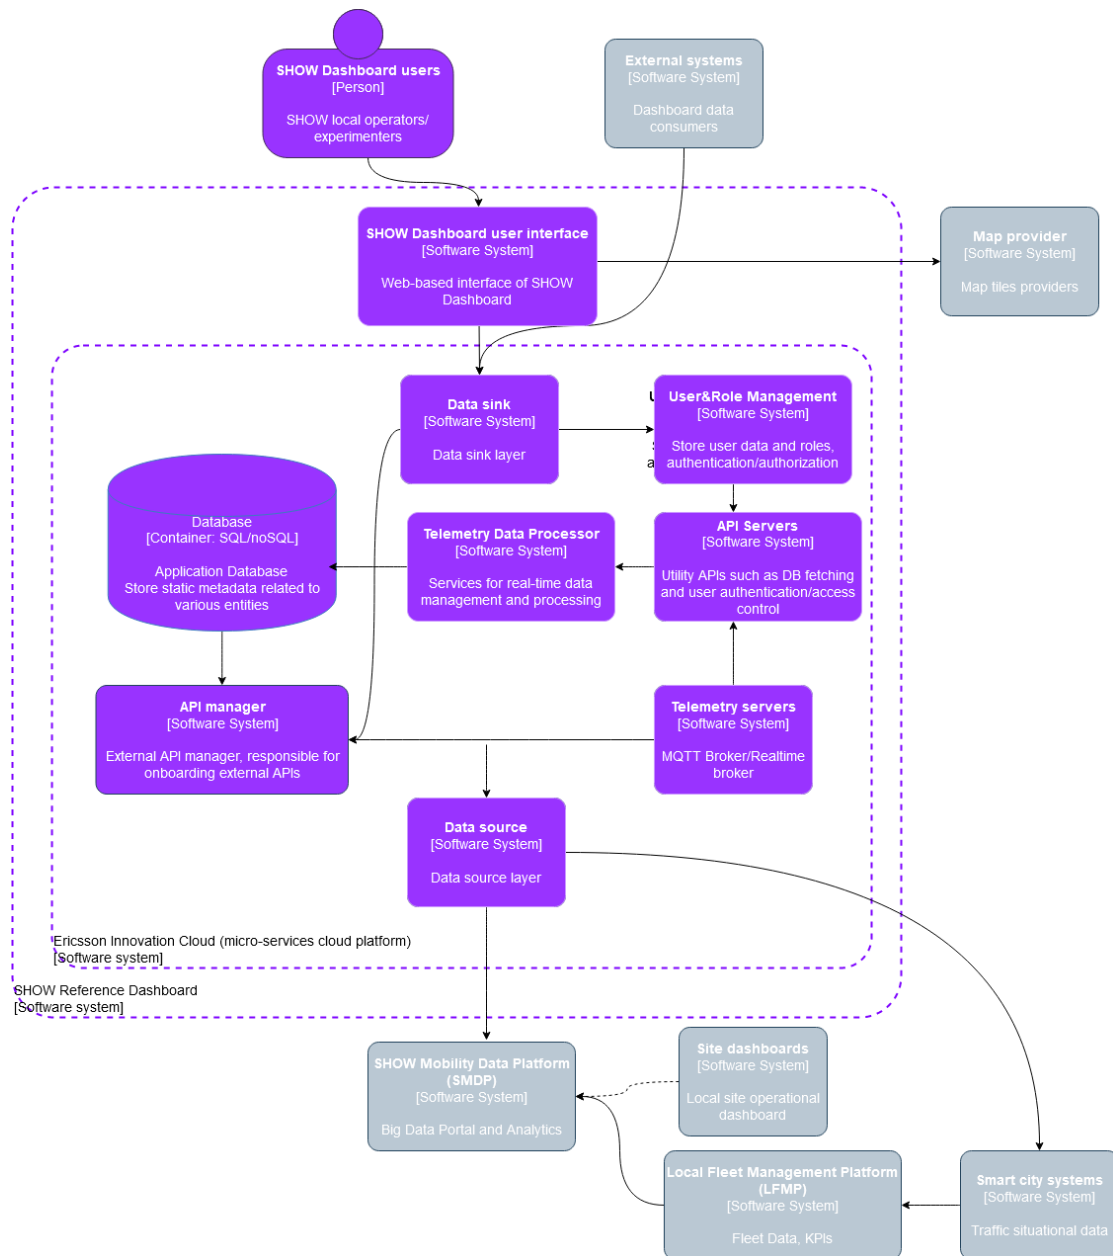 SHOW Dashboard users
[Person]
SHOW local operators/
experimenters
External systems
[Software System]
Dashboard data
consumers
SHOW Dashboard user interface
[Software System]
Web-based interface of SHOW
Dashboard
Map provider
[Software System]
Map tiles providers
Data sink
[Software System]
Data sink layer
User&Role Management
[Software System]
Store user data and roles,
authentication/authorization
Database
[Container: SQL/noSQL]
Application Database
Store static metadata related to
various entities
Telemetry Data Processor
[Software System]
Services for real-time data
management and processing
API Servers
[Software System]
Utility APIs such as DB fetching
and user authentication/access
control
API manager
[Software System]
External API manager, responsible for
onboarding external APIs
Telemetry servers
[Software System]
MQTT Broker/Realtime
broker
Data source
[Software System]
Data source layer
Ericsson Innovation Cloud (micro-services cloud platform)
[Software system]
SHOW Reference Dashboard
[Software system]
SHOW Mobility Data Platform
(SMDP)
[Software System]
Big Data Portal and Analytics
Site dashboards
[Software System]
Local site operational
dashboard
Local Fleet Management Platform
(LFMP)
[Software System]
Fleet Data, KPIs
Smart city systems
[Software System]
Traffic situational data